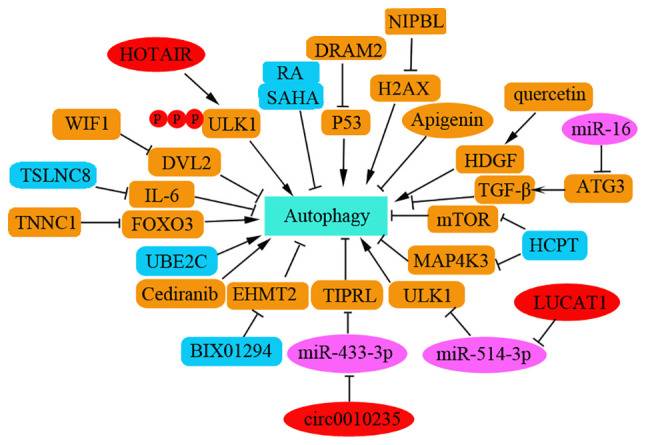 NIPBL
DRAM2
HOTAIR
RA
SAHA
H2AX
quercetin
P P P
ULK1
P53
Apigenin
WIF1
miR-16
DVL2
HDGF
TSLNC8
IL-6
TGF-β
ATG3
TNNC1
FOXO3
Autophagy
mTOR
UBE2C
MAP4K3
HCPT
Cediranib
EHMT2
TIPRL
ULK1
LUCAT1
BIX01294
miR-433-3p
miR-514-3p
circ0010235